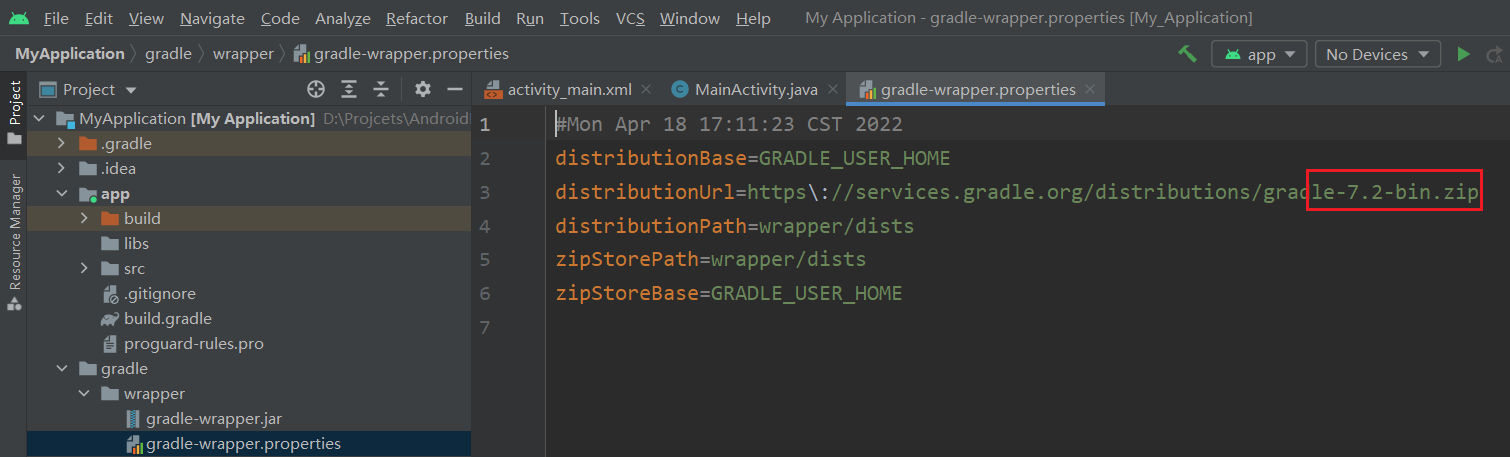 File Edit View Navigate Code Analyze Refactor Build Run Tools VCS Window Help My Application - gradle-wrapper.properties [My_Application]
MyApplication gradle wrapper gradle-wrapper.properties app No Devices
Project
Resource Manager
Project
MyApplication [My Application] D:\Projcets\Android
.gradle
.idea
app
build
libs
src
.gitignore
build.gradle
proguard-rules.pro
gradle
wrapper
gradle-wrapper.jar
gradle-wrapper.properties
activity_main.xml MainActivity.java gradle-wrapper.properties
1 #Mon Apr 18 17:11:23 CST 2022
2 distributionBase=GRADLE_USER_HOME
3 distributionUrl=https\://services.gradle.org/distributions/gradle-7.2-bin.zip
4 distributionPath=wrapper/dists
5 zipStorePath=wrapper/dists
6 zipStoreBase=GRADLE_USER_HOME
7